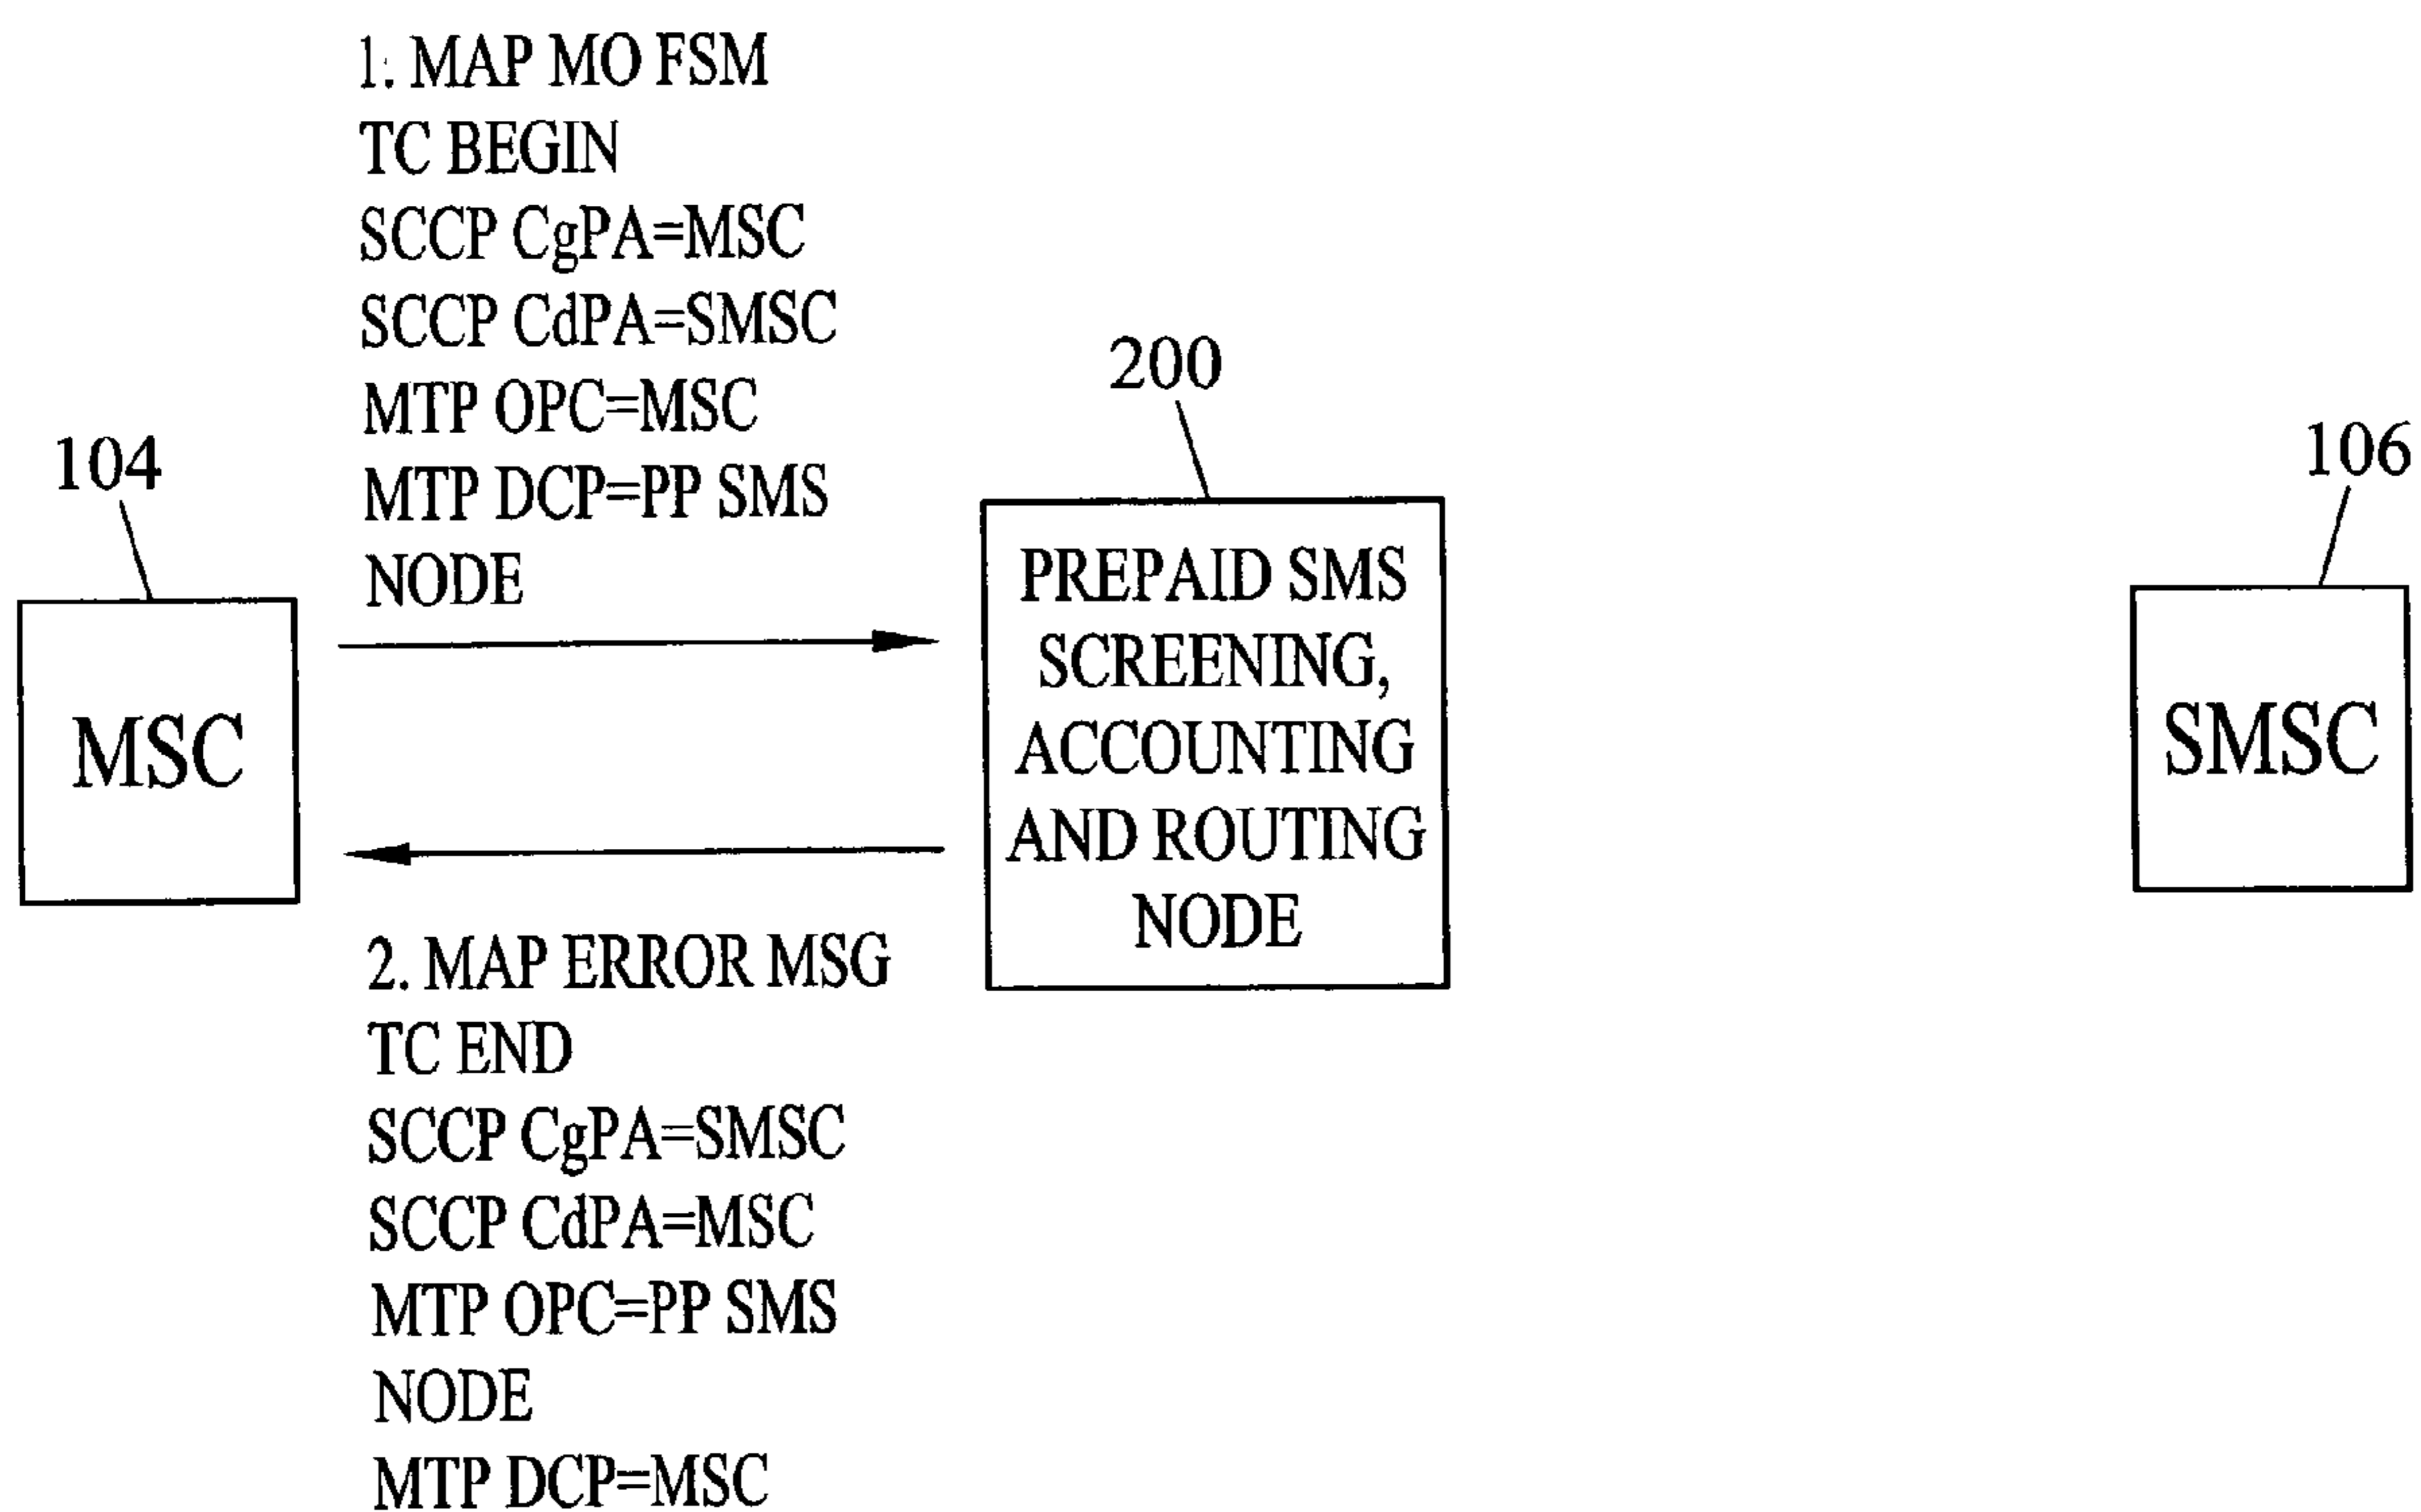 1. MAP MO FSM
TC BEGIN
SCCP CgPA=MSC
SCCP CdPA=SMSC
MTP OPC=MSC
MTP DCP=PP SMS
NODE
104
MSC
200
PREPAID SMS
SCREENING,
ACCOUNTING
AND ROUTING
NODE
106
SMSC
2. MAP ERROR MSG
TC END
SCCP CgPA=SMSC
SCCP CdPA=MSC
MTP OPC=PP SMS
NODE
MTP DCP=MSC